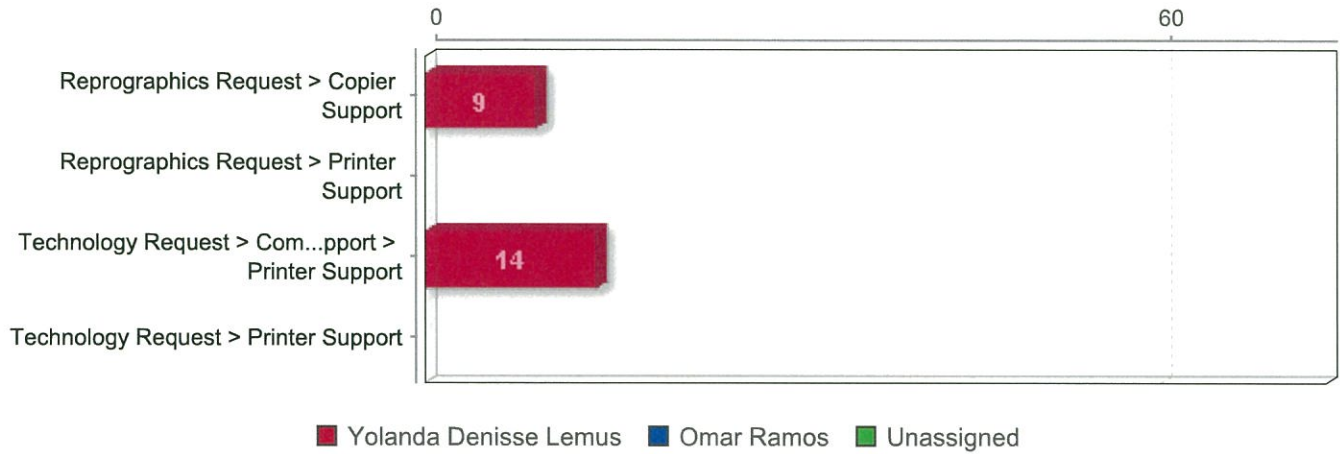 0 60
Reprographics Request > Copier
Support
9
Reprographics Request > Printer
Support
Technology Request > Com...pport >
Printer Support
14
Technology Request > Printer Support
Yolanda Denisse Lemus Omar Ramos Unassigned